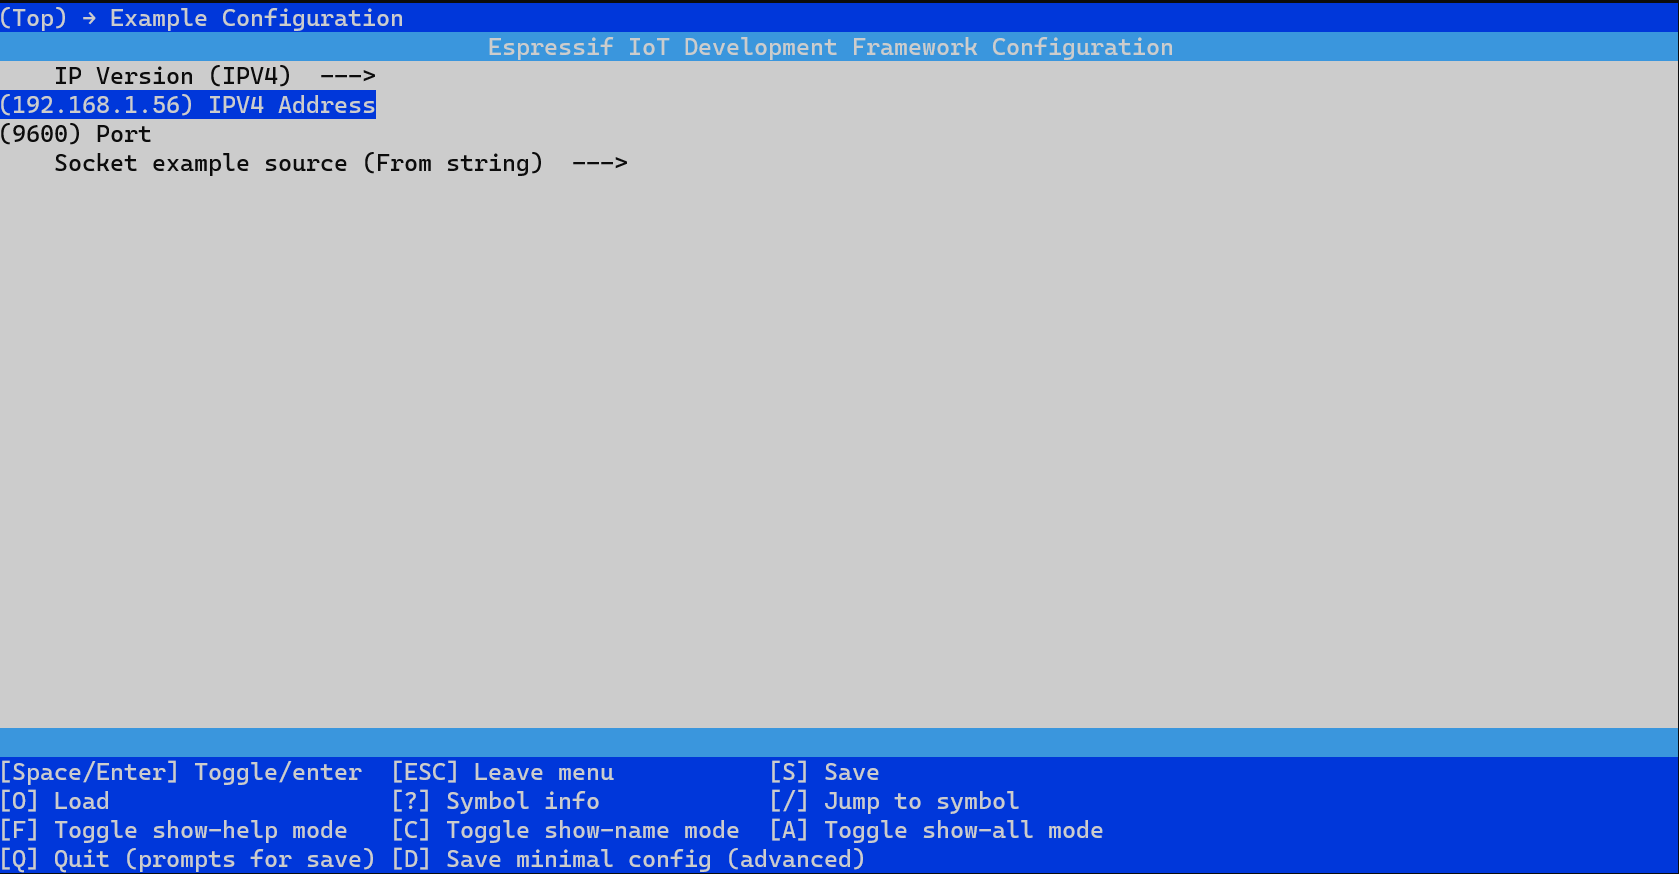 (Top) → Example Configuration
Espressif IoT Development Framework Configuration
IP Version (IPV4)  --->
(192.168.1.56) IPV4 Address
(9600) Port
Socket example source (From string)  --->
[Space/Enter] Toggle/enter  [ESC] Leave menu           [S] Save
[O] Load                    [?] Symbol info            [/] Jump to symbol
[F] Toggle show-help mode   [C] Toggle show-name mode  [A] Toggle show-all mode
[Q] Quit (prompts for save) [D] Save minimal config (advanced)